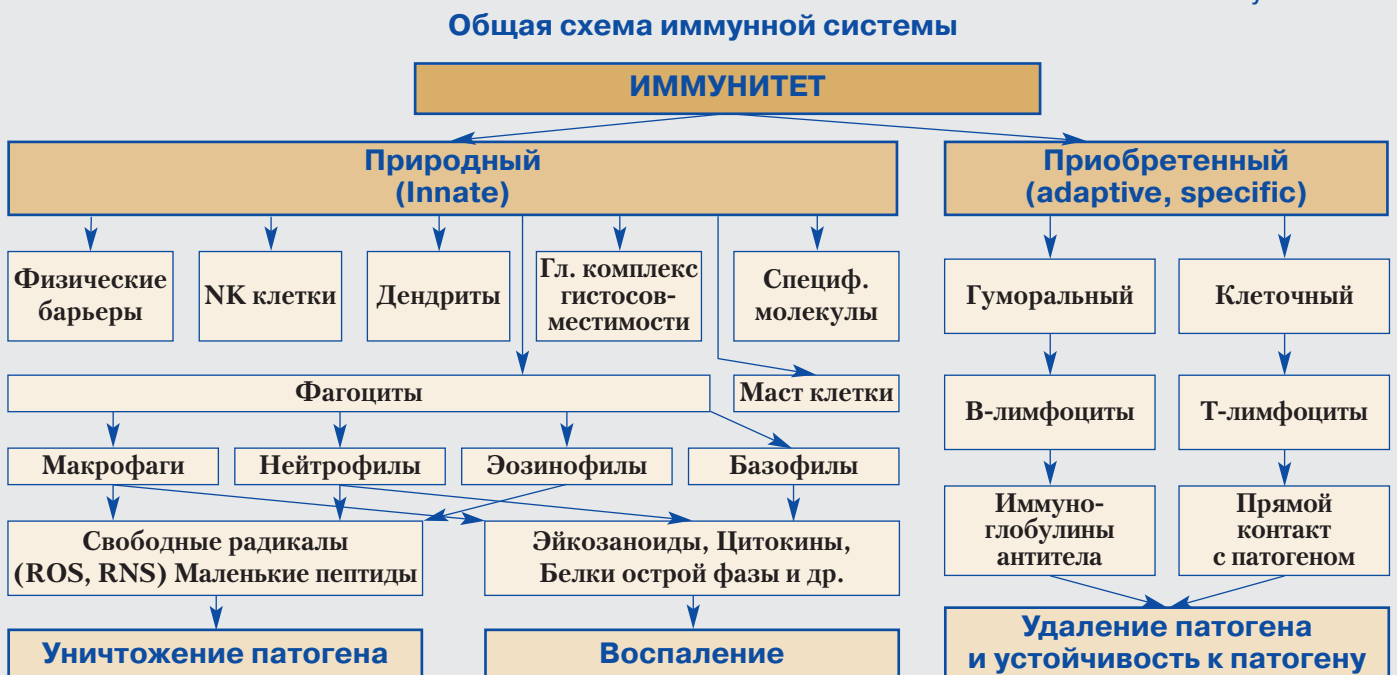 Общая схема иммунной системы
ИММУНИТЕТ
Природный
(Innate)
Приобретенный
(adaptive, specific)
Физические
барьеры
NK клетки
Дендриты
Гл. комплекс
гистосов-
местимости
Специф.
молекулы
Гуморальный
Клеточный
Фагоциты
Маст клетки
В-лимфоциты
Т-лимфоциты
Макрофаги
Нейтрофилы
Эозинофилы
Базофилы
Свободные радикалы
(ROS, RNS) Маленькие пептиды
Эйкозаноиды, Цитокины,
Белки острой фазы и др.
Иммуно-
глобулины
антитела
Прямой
контакт
с патогеном
Уничтожение патогена
Воспаление
Удаление патогена
и устойчивость к патогену